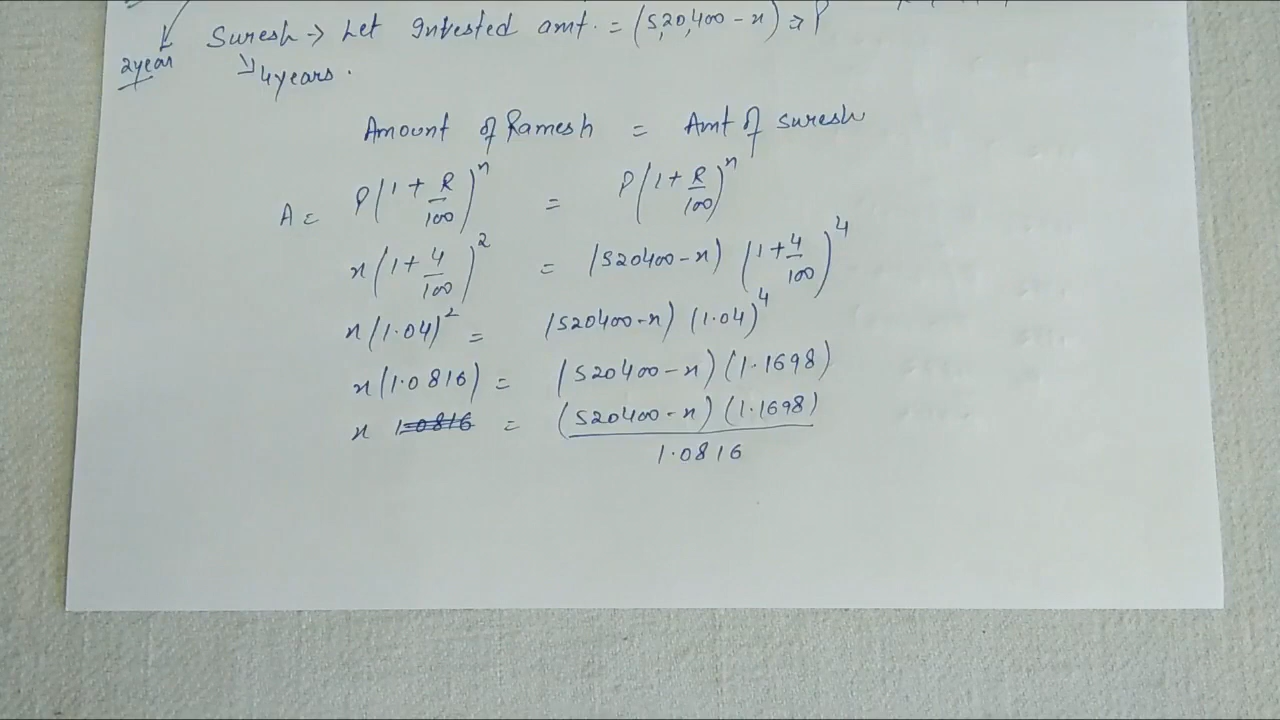 Suresh → Let Invested amt. = (5,20,400 - x) ⇒ P
2year
↘ 4years.
Amount of Ramesh = Amt of suresh
A = P(1 + R/100)^n = P(1 + R/100)^n
x(1 + 4/100)^2 = (520400 - x) (1 + 4/100)^4
x(1.04)^2 = (520400 - x) (1.04)^4
x(1.0816) = (520400 - x) (1.1698)
x 1.0816 = (520400 - x) (1.1698)
1.0816